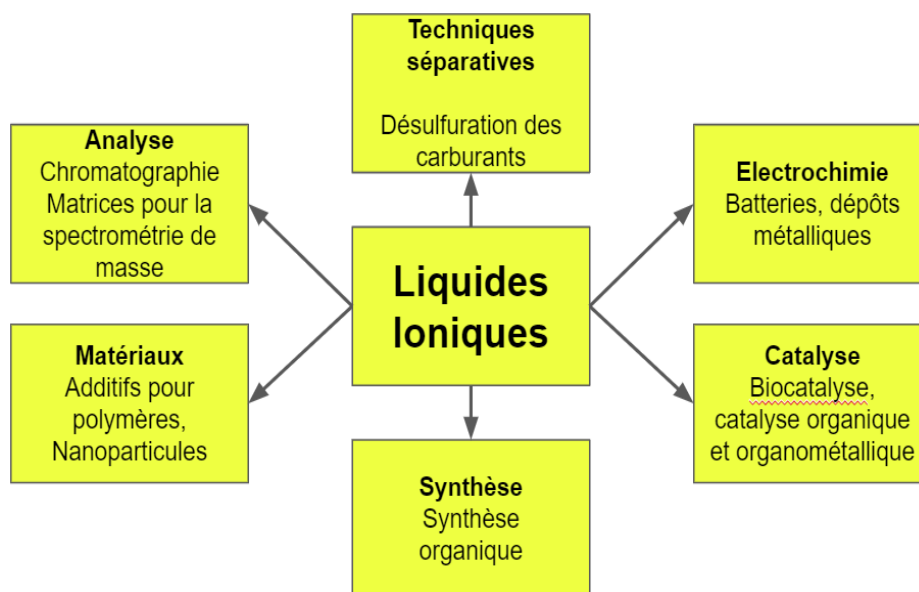 Techniques
séparatives
Désulfuration des
carburants
Analyse
Chromatographie
Matrices pour la
spectrométrie de
masse
Electrochimie
Batteries, dépôts
métalliques
Liquides
Ioniques
Matériaux
Additifs pour
polymères,
Nanoparticules
Catalyse
Biocatalyse,
catalyse organique
et organométallique
Synthèse
Synthèse
organique